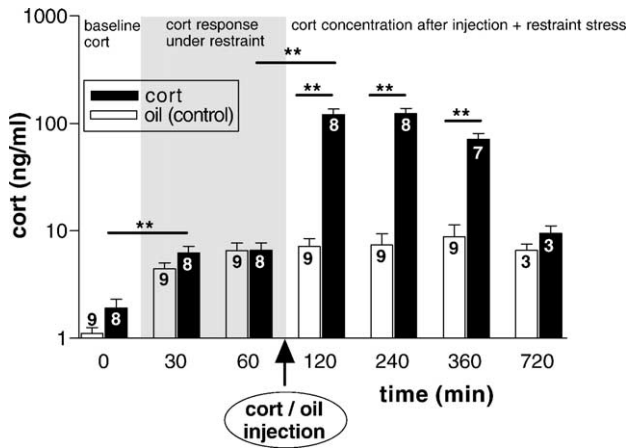 1000
100
10
1
cort (ng/ml)
baseline
cort
cort response
under restraint
cort concentration after injection + restraint stress
cort
oil (control)
**
**
**
**
**
9
8
9
8
9
8
9
8
9
8
9
7
3
3
0 30 60 120 240 360 720
time (min)
cort / oil
injection